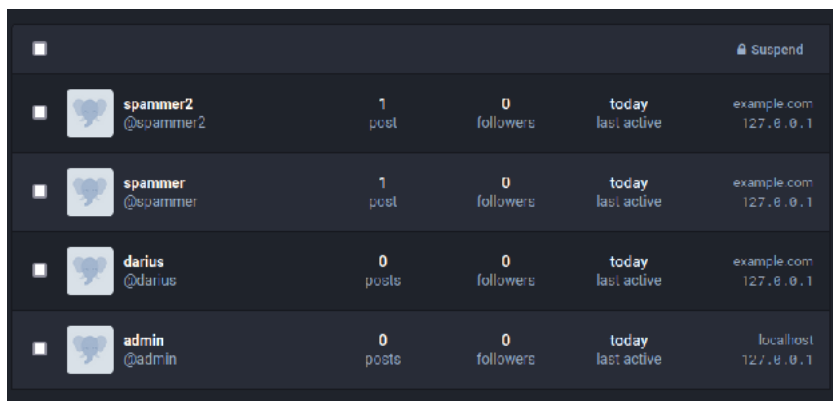 Suspend
spammer2 1 0 today example.com
@spammer2 post followers last active 127.0.0.1
spammer 1 0 today example.com
@spammer post followers last active 127.0.0.1
darius 0 0 today example.com
@darius posts followers last active 127.0.0.1
admin 0 0 today localhost
@admin posts followers last active 127.0.0.1